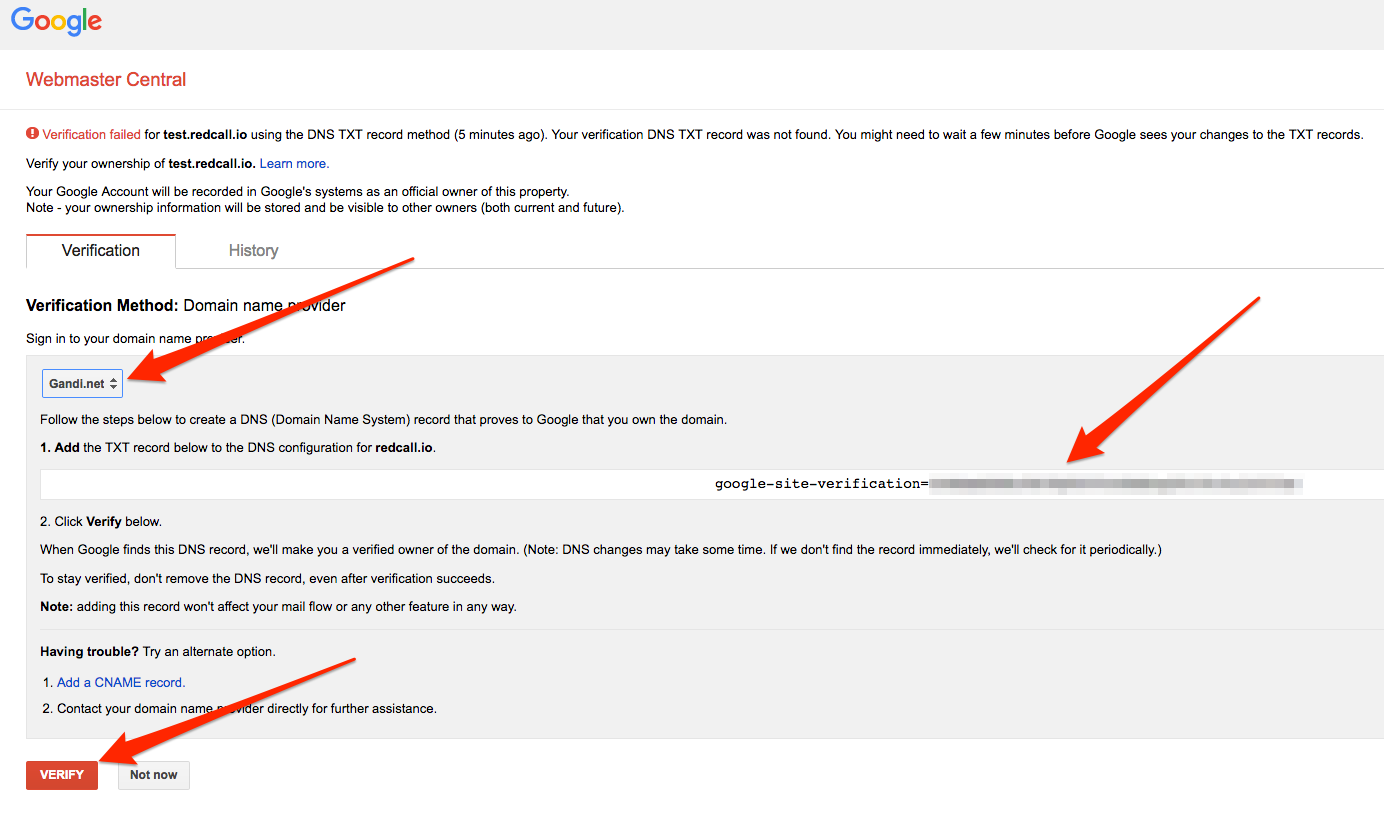 Google
Webmaster Central
Verification failed for test.redcall.io using the DNS TXT record method (5 minutes ago). Your verification DNS TXT record was not found. You might need to wait a few minutes before Google sees your changes to the TXT records.
Verify your ownership of test.redcall.io. Learn more.
Your Google Account will be recorded in Google's systems as an official owner of this property.
Note - your ownership information will be stored and be visible to other owners (both current and future).
Verification History
Verification Method: Domain name provider
Sign in to your domain name provider.
Gandi.net
Follow the steps below to create a DNS (Domain Name System) record that proves to Google that you own the domain.
1. Add the TXT record below to the DNS configuration for redcall.io.
google-site-verification=
2. Click Verify below.
When Google finds this DNS record, we'll make you a verified owner of the domain. (Note: DNS changes may take some time. If we don't find the record immediately, we'll check for it periodically.)
To stay verified, don't remove the DNS record, even after verification succeeds.
Note: adding this record won't affect your mail flow or any other feature in any way.
Having trouble? Try an alternate option.
1. Add a CNAME record.
2. Contact your domain name provider directly for further assistance.
VERIFY Not now